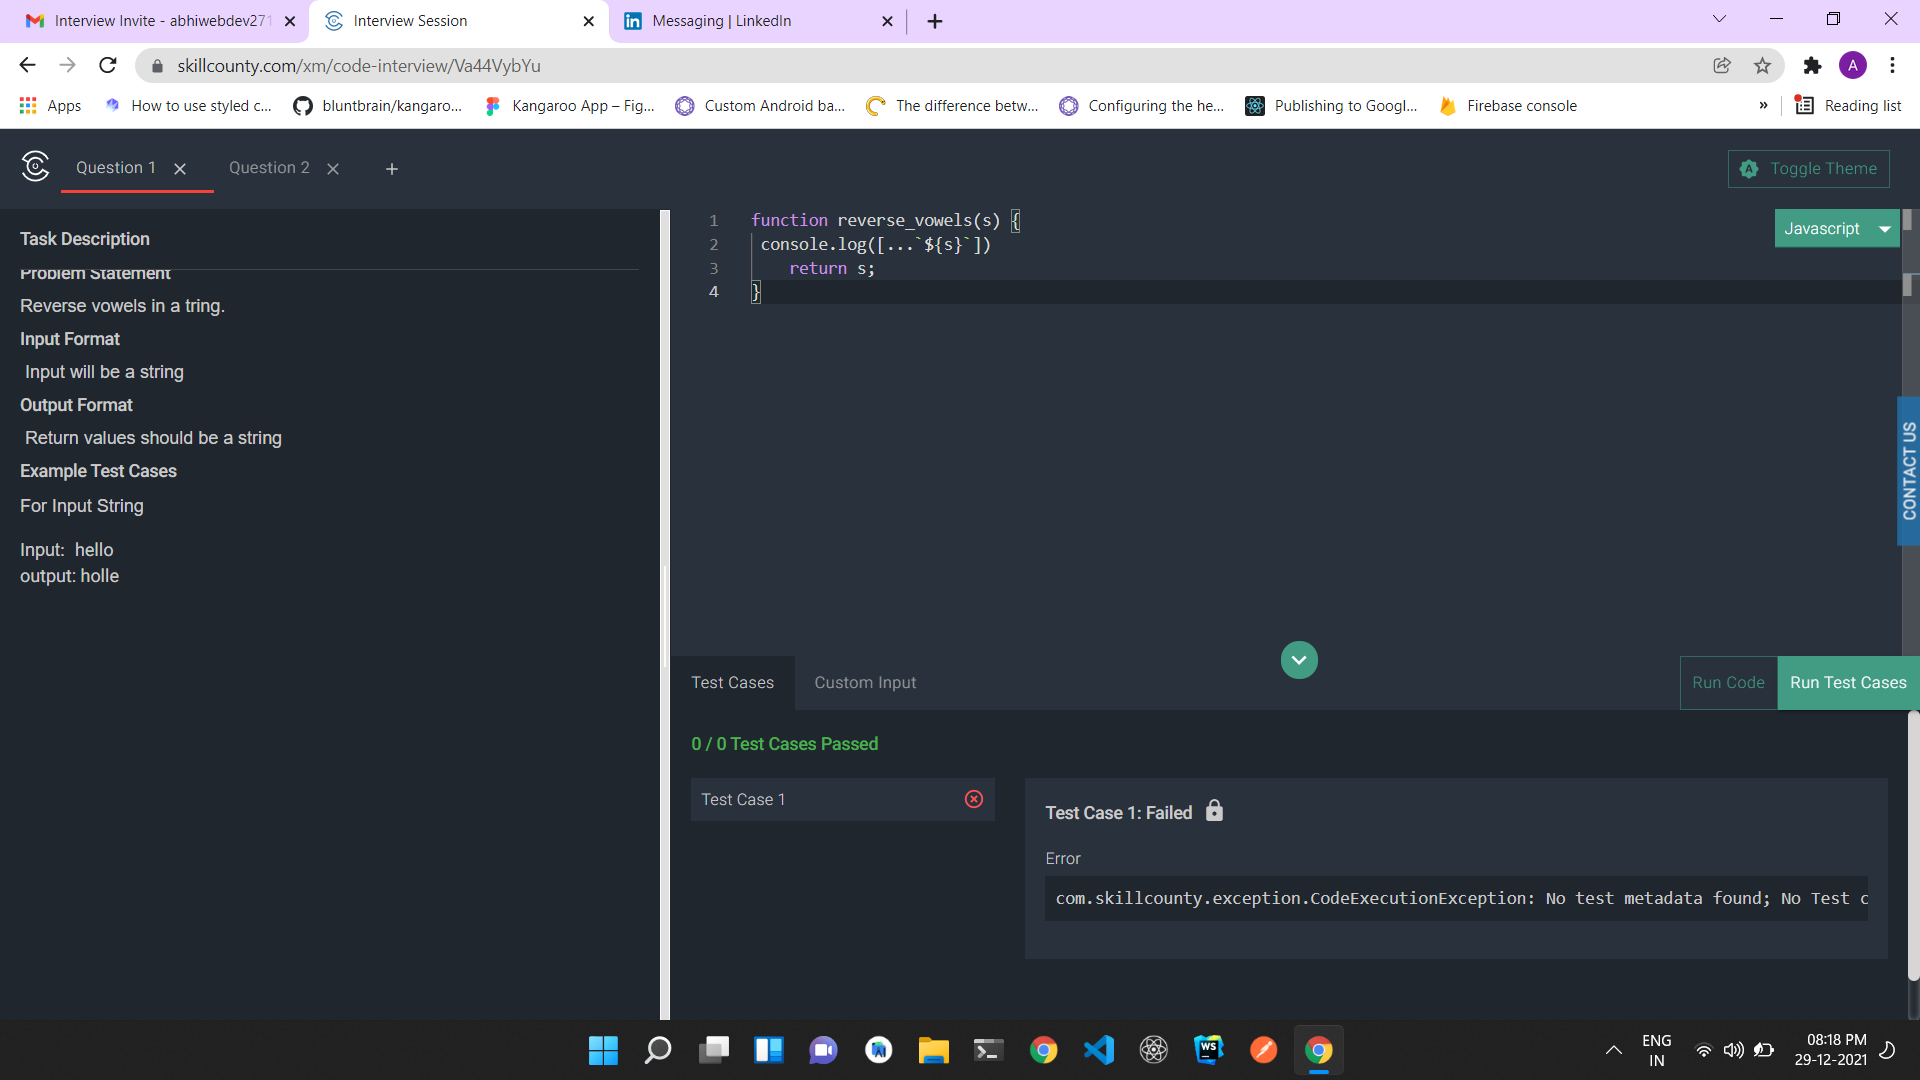 Interview Invite - abhiwebdev271
Interview Session
Messaging | LinkedIn
skillcounty.com/xm/code-interview/Va44VybYu
A
Apps
How to use styled c...
bluntbrain/kangaro...
Kangaroo App – Fig...
Custom Android ba...
The difference betw...
Configuring the he...
Publishing to Googl...
Firebase console
»
Reading list
Question 1
Question 2
+
Toggle Theme
Task Description
Problem Statement
Reverse vowels in a tring.
Input Format
Input will be a string
Output Format
Return values should be a string
Example Test Cases
For Input String
Input: hello
output: holle
1 function reverse_vowels(s) {
2 console.log([...`${s}`])
3 return s;
4 }
Javascript
CONTACT US
Test Cases
Custom Input
Run Code
Run Test Cases
0 / 0 Test Cases Passed
Test Case 1
Test Case 1: Failed
Error
com.skillcounty.exception.CodeExecutionException: No test metadata found; No Test c
WS
ENG
IN
08:18 PM
29-12-2021